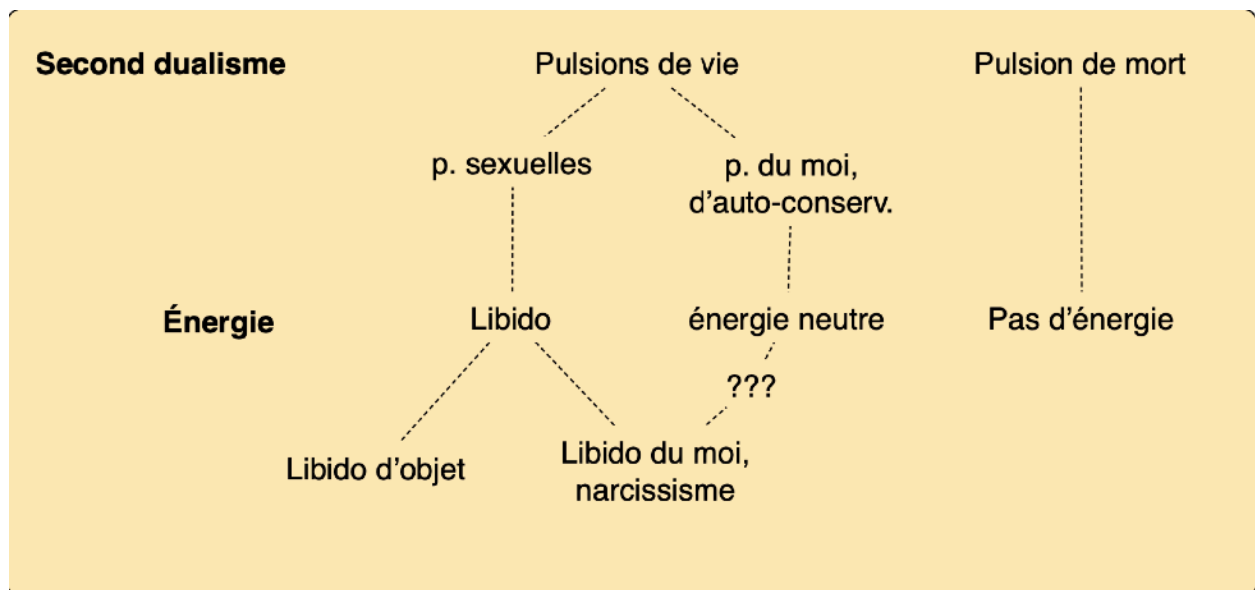 Second dualisme
Pulsions de vie
Pulsion de mort
p. sexuelles
p. du moi,
d'auto-conserv.
Énergie
Libido
énergie neutre
Pas d'énergie
???
Libido d'objet
Libido du moi,
narcissisme